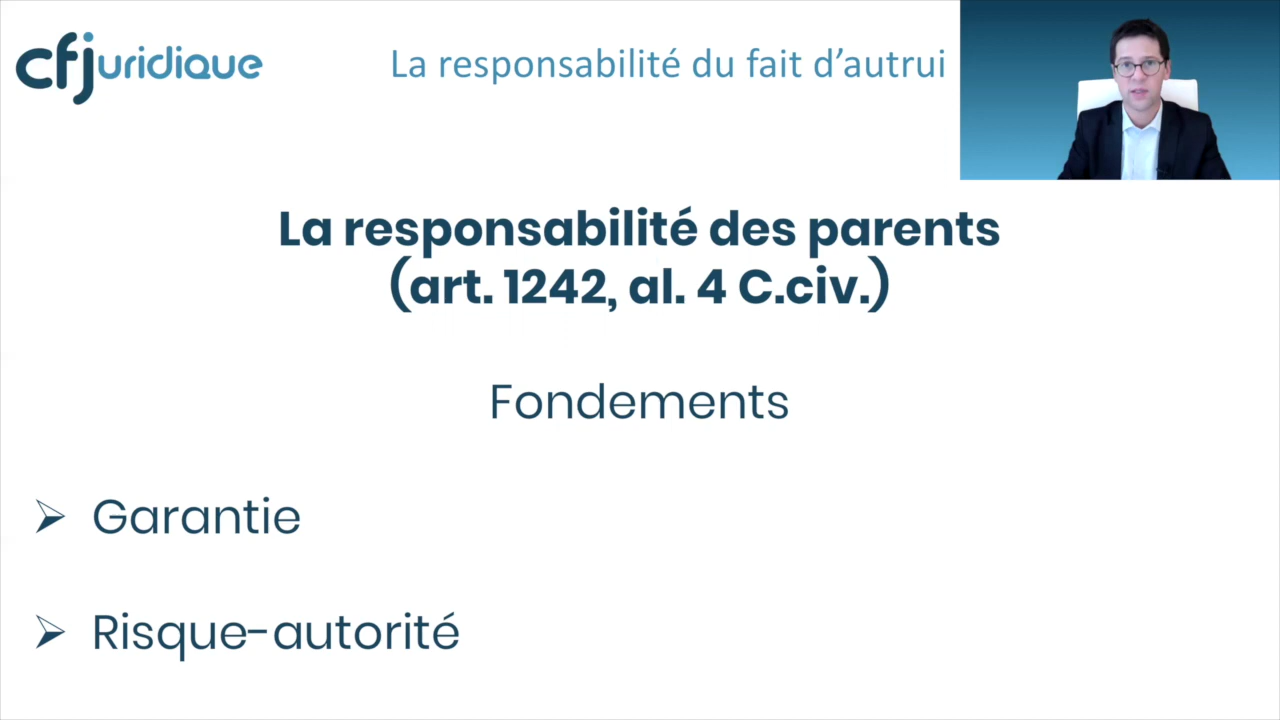 cfjuridique
La responsabilité du fait d’autrui
La responsabilité des parents
(art. 1242, al. 4 C.civ.)
Fondements
Garantie
Risque-autorité